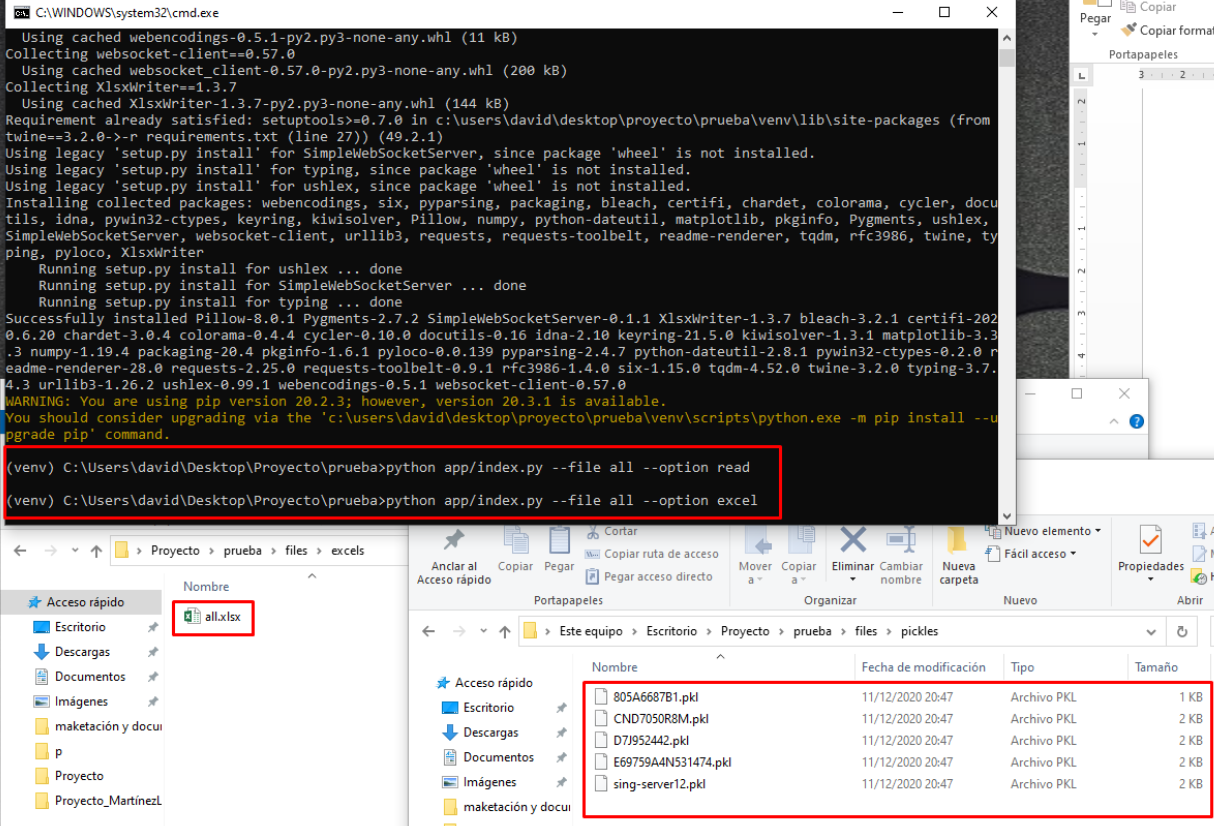 C:\WINDOWS\system32\cmd.exe
Using cached webencodings-0.5.1-py2.py3-none-any.whl (11 kB)
Collecting websocket-client==0.57.0
Using cached websocket_client-0.57.0-py2.py3-none-any.whl (200 kB)
Collecting XlsxWriter==1.3.7
Using cached XlsxWriter-1.3.7-py2.py3-none-any.whl (144 kB)
Requirement already satisfied: setuptools>=0.7.0 in c:\users\david\desktop\proyecto\prueba\venv\lib\site-packages (from
twine==3.2.0->-r requirements.txt (line 27)) (49.2.1)
Using legacy 'setup.py install' for SimpleWebSocketServer, since package 'wheel' is not installed.
Using legacy 'setup.py install' for typing, since package 'wheel' is not installed.
Using legacy 'setup.py install' for ushlex, since package 'wheel' is not installed.
Installing collected packages: webencodings, six, pyparsing, packaging, bleach, certifi, chardet, colorama, cycler, docu
tils, idna, pywin32-ctypes, keyring, kiwisolver, Pillow, numpy, python-dateutil, matplotlib, pkginfo, Pygments, ushlex,
SimpleWebSocketServer, websocket-client, urllib3, requests, requests-toolbelt, readme-renderer, tqdm, rfc3986, twine, ty
ping, pyloco, XlsxWriter
Running setup.py install for ushlex ... done
Running setup.py install for SimpleWebSocketServer ... done
Running setup.py install for typing ... done
Successfully installed Pillow-8.0.1 Pygments-2.7.2 SimpleWebSocketServer-0.1.1 XlsxWriter-1.3.7 bleach-3.2.1 certifi-202
0.6.20 chardet-3.0.4 colorama-0.4.4 cycler-0.10.0 docutils-0.16 idna-2.10 keyring-21.5.0 kiwisolver-1.3.1 matplotlib-3.3
.3 numpy-1.19.4 packaging-20.4 pkginfo-1.6.1 pyloco-0.0.139 pyparsing-2.4.7 python-dateutil-2.8.1 pywin32-ctypes-0.2.0 r
eadme-renderer-28.0 requests-2.25.0 requests-toolbelt-0.9.1 rfc3986-1.4.0 six-1.15.0 tqdm-4.52.0 twine-3.2.0 typing-3.7.
4.3 urllib3-1.26.2 ushlex-0.99.1 webencodings-0.5.1 websocket-client-0.57.0
WARNING: You are using pip version 20.2.3; however, version 20.3.1 is available.
You should consider upgrading via the 'c:\users\david\desktop\proyecto\prueba\venv\scripts\python.exe -m pip install --u
pgrade pip' command.
(venv) C:\Users\david\Desktop\Proyecto\prueba>python app/index.py --file all --option read
(venv) C:\Users\david\Desktop\Proyecto\prueba>python app/index.py --file all --option excel
Copiar
Pegar
Copiar format
Portapapeles
3 1 2
2
1
1
2
3
4
Proyecto > prueba > files > excels
Nombre
Acceso rápido
all.xlsx
Escritorio
Descargas
Documentos
Imágenes
maketación y docu
p
Proyecto
Proyecto_MartínezL
Anclar al
Acceso rápido
Copiar
Pegar
Cortar
Copiar ruta de acceso
Pegar acceso directo
Portapapeles
Mover
a
Copiar
a
Eliminar
Cambiar
nombre
Organizar
Nueva
carpeta
Nuevo elemento
Fácil acceso
Nuevo
Propiedades
Abrir
Este equipo > Escritorio > Proyecto > prueba > files > pickles
Nombre Fecha de modificación Tipo Tamaño
805A6687B1.pkl 11/12/2020 20:47 Archivo PKL 1 KB
CND7050R8M.pkl 11/12/2020 20:47 Archivo PKL 2 KB
D7J952442.pkl 11/12/2020 20:47 Archivo PKL 2 KB
E69759A4N531474.pkl 11/12/2020 20:47 Archivo PKL 2 KB
sing-server12.pkl 11/12/2020 20:47 Archivo PKL 2 KB
Acceso rápido
Escritorio
Descargas
Documentos
Imágenes
maketación y docu